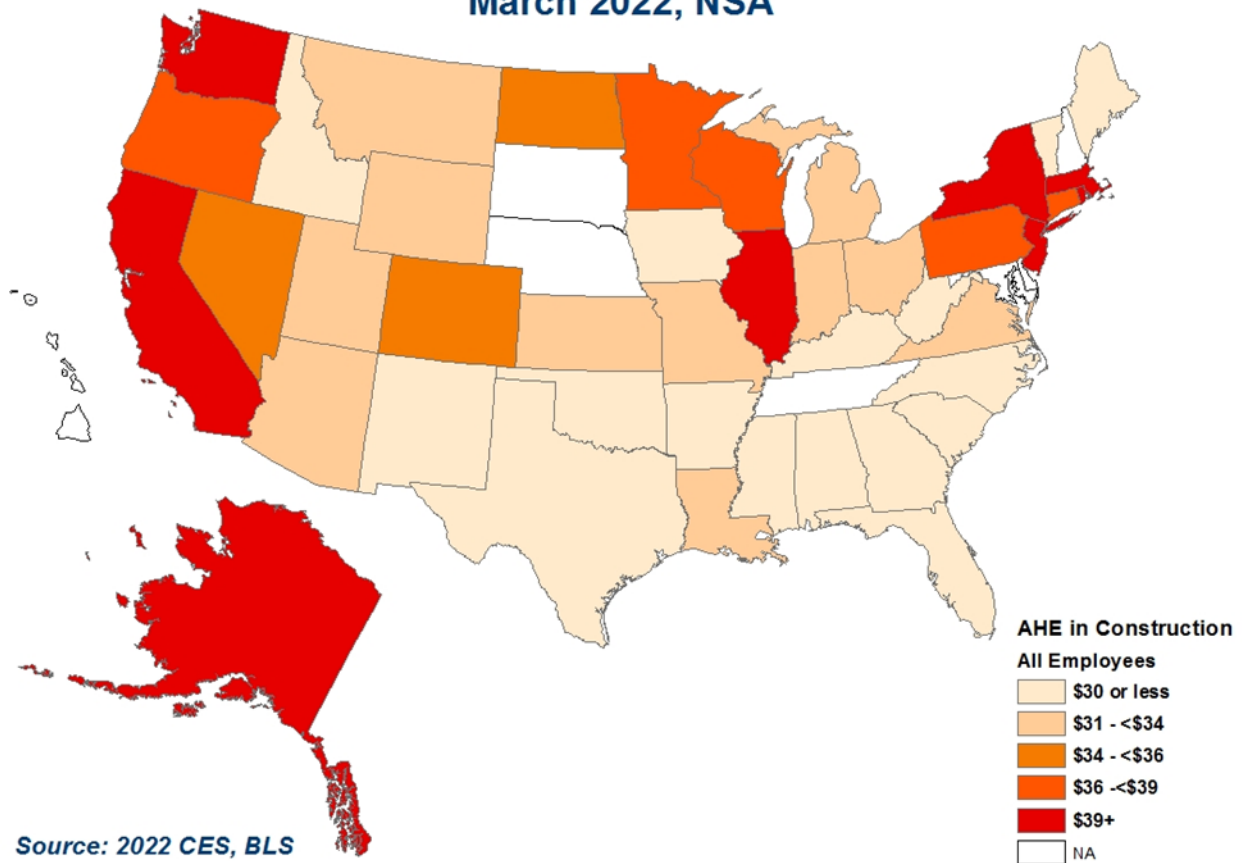 March 2022, NSA
AHE in Construction
All Employees
$30 or less
$31 - <$34
$34 - <$36
$36 -<$39
$39+
NA
Source: 2022 CES, BLS